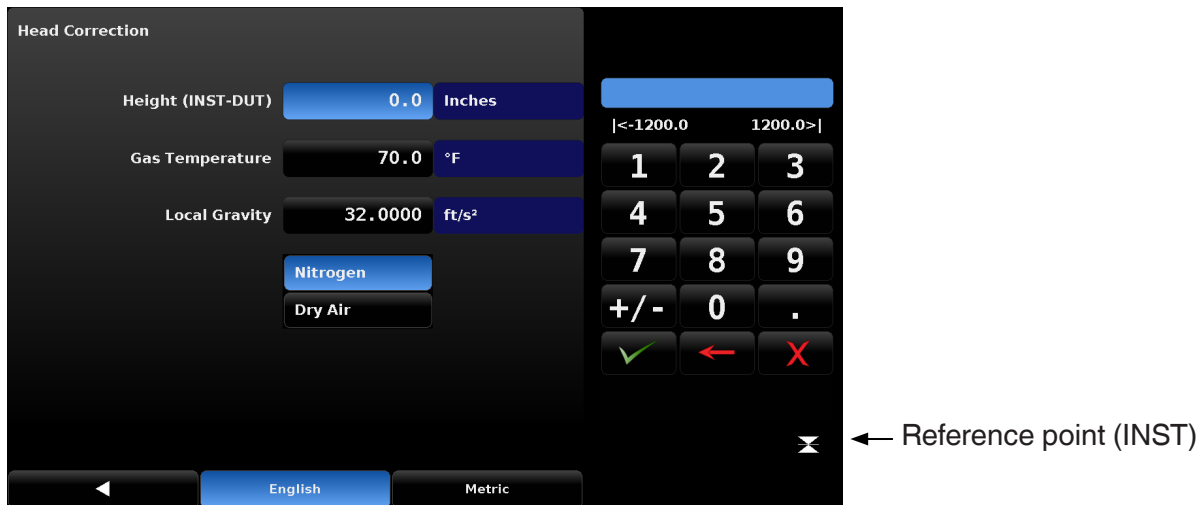 Head Correction
Height (INST-DUT) 0.0 Inches
Gas Temperature 70.0 °F
Local Gravity 32.0000 ft/s²
Nitrogen
Dry Air
|<-1200.0 1200.0>|
1 2 3
4 5 6
7 8 9
+/- 0 .
X
Reference point (INST)
English Metric